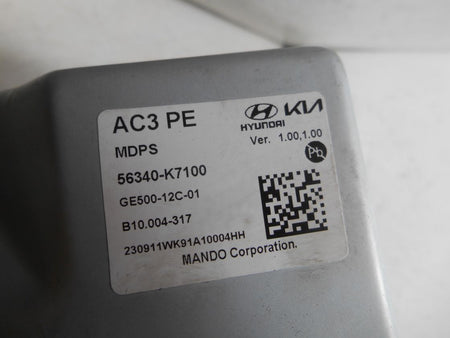 AC3 PE
HYUNDAI KIA
MDPS
Ver. 1.00,1.00
56340-K7100
Pb
GE500-12C-01
B10.004-317
230911WK91A10004HH
MANDO Corporation.